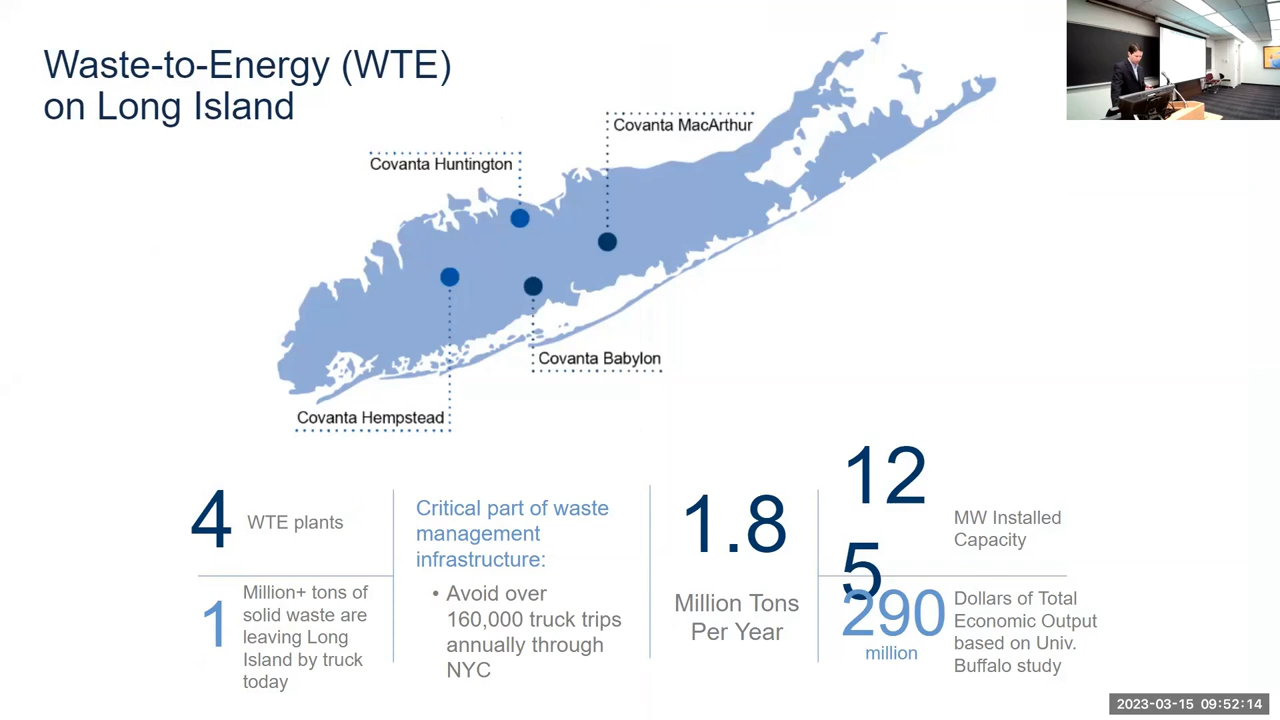 Waste-to-Energy (WTE)
on Long Island
Covanta MacArthur
Covanta Huntington
Covanta Babylon
Covanta Hempstead
4
WTE plants
1
Million+ tons of
solid waste are
leaving Long
Island by truck
today
Critical part of waste
management
infrastructure:
• Avoid over
160,000 truck trips
annually through
NYC
1.8
Million Tons
Per Year
12
5
MW Installed
Capacity
290
million
Dollars of Total
Economic Output
based on Univ.
Buffalo study
2023-03-15 09:52:14